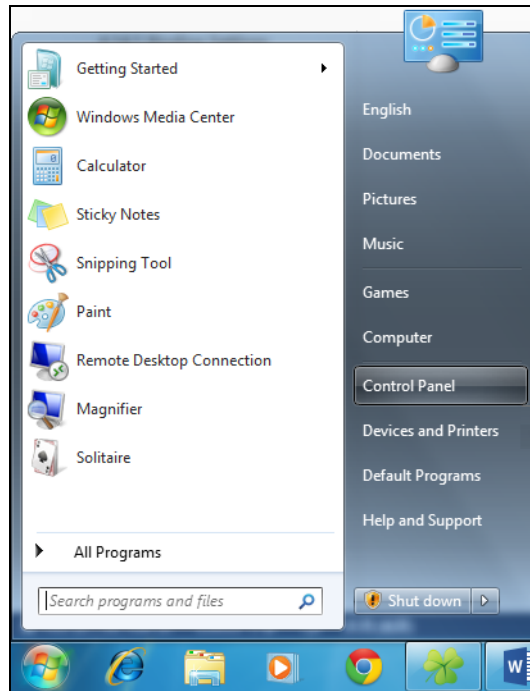 Getting Started
Windows Media Center
Calculator
Sticky Notes
Snipping Tool
Paint
Remote Desktop Connection
Magnifier
Solitaire
All Programs
Search programs and files
English
Documents
Pictures
Music
Games
Computer
Control Panel
Devices and Printers
Default Programs
Help and Support
Shut down
W